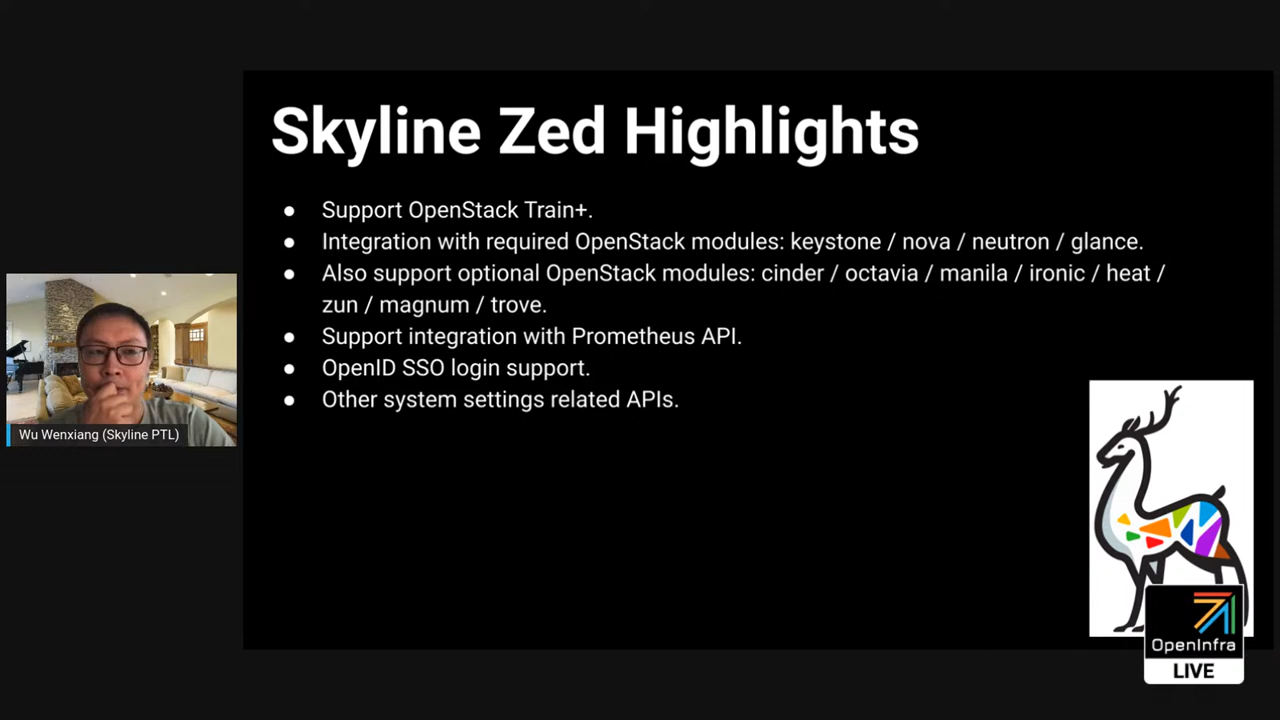 Skyline Zed Highlights
● Support OpenStack Train+.
● Integration with required OpenStack modules: keystone / nova / neutron / glance.
● Also support optional OpenStack modules: cinder / octavia / manila / ironic / heat /
zun / magnum / trove.
● Support integration with Prometheus API.
● OpenID SSO login support.
● Other system settings related APIs.
Wu Wenxiang (Skyline PTL)
OpenInfra
LIVE